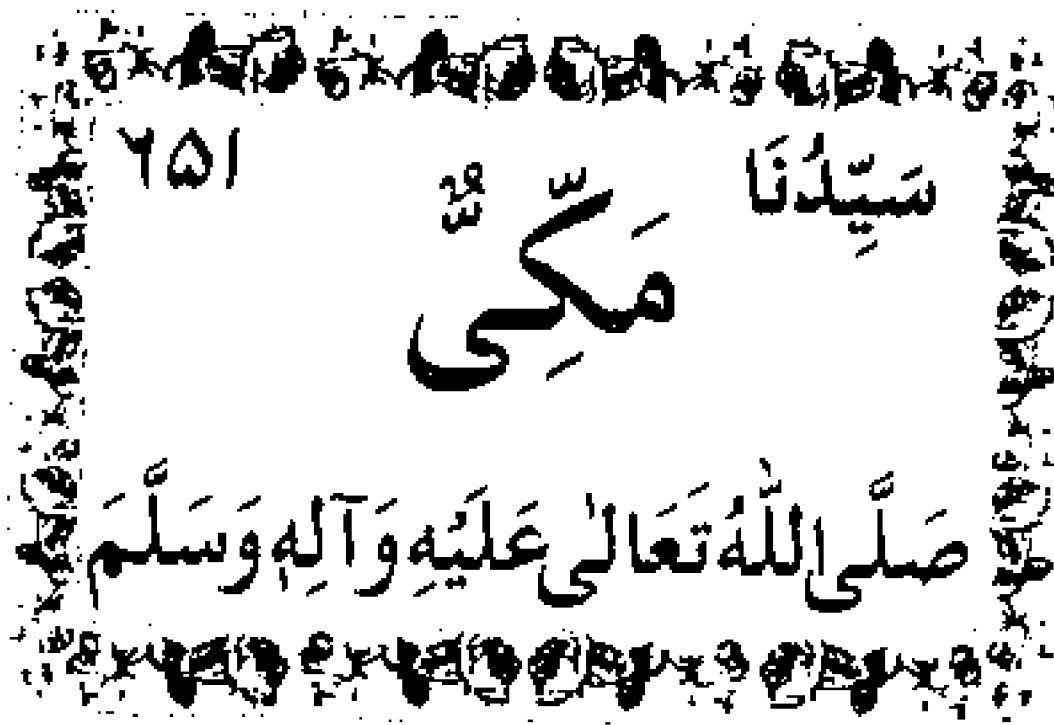 سَيِّدُنَا ۲۵۱
مَكِّىٌّ
صَلَّى اللّٰهُ تَعَالٰى عَلَيْهِ وَآلِهٖ وَسَلَّمَ